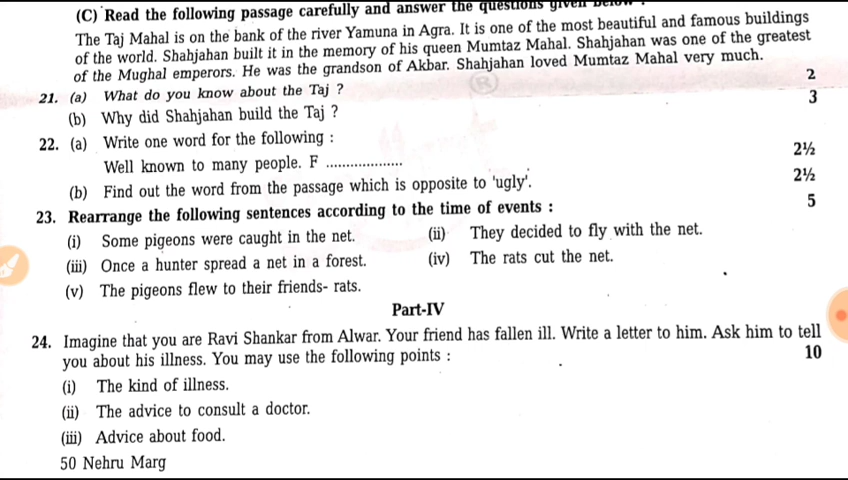 (C) Read the following passage carefully and answer the questions given below :
The Taj Mahal is on the bank of the river Yamuna in Agra. It is one of the most beautiful and famous buildings
of the world. Shahjahan built it in the memory of his queen Mumtaz Mahal. Shahjahan was one of the greatest
of the Mughal emperors. He was the grandson of Akbar. Shahjahan loved Mumtaz Mahal very much.
21. (a) What do you know about the Taj ? 2
(b) Why did Shahjahan build the Taj ? 3
22. (a) Write one word for the following :
Well known to many people. F ................... 2½
(b) Find out the word from the passage which is opposite to 'ugly'. 2½
23. Rearrange the following sentences according to the time of events : 5
(i) Some pigeons were caught in the net. (ii) They decided to fly with the net.
(iii) Once a hunter spread a net in a forest. (iv) The rats cut the net.
(v) The pigeons flew to their friends- rats.
Part-IV
24. Imagine that you are Ravi Shankar from Alwar. Your friend has fallen ill. Write a letter to him. Ask him to tell
you about his illness. You may use the following points : 10
(i) The kind of illness.
(ii) The advice to consult a doctor.
(iii) Advice about food.
50 Nehru Marg